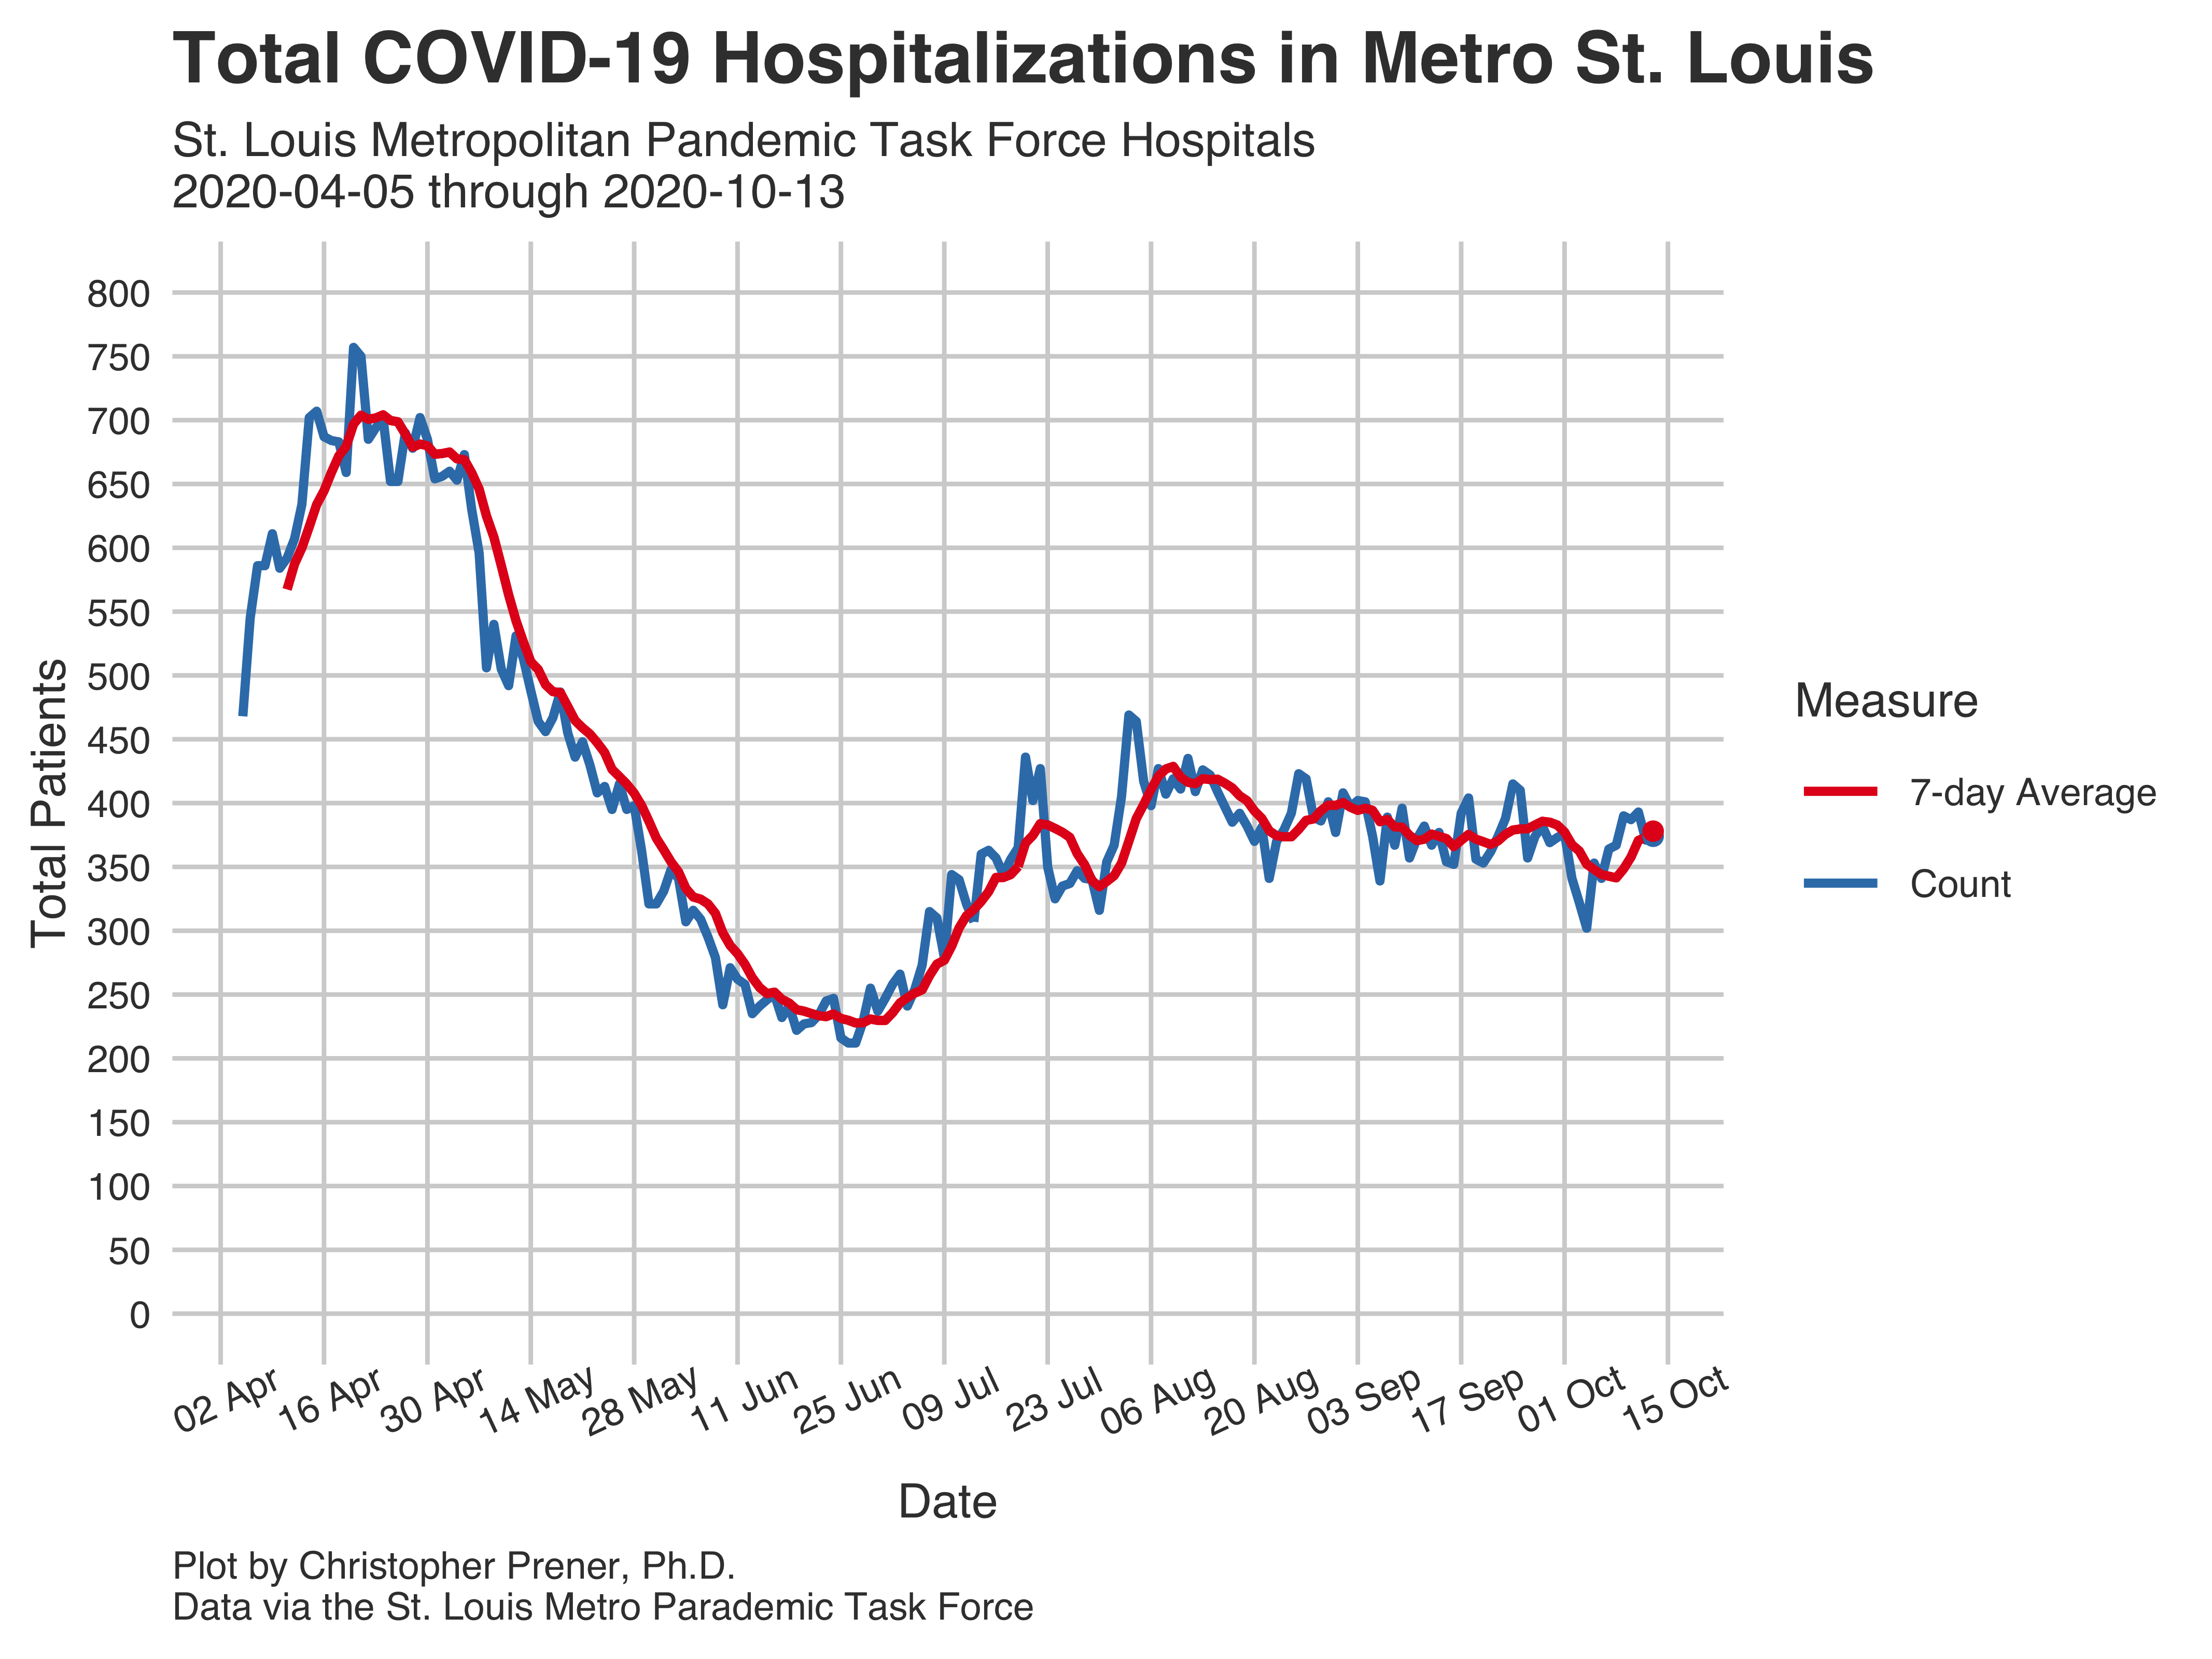 Total COVID-19 Hospitalizations in Metro St. Louis
St. Louis Metropolitan Pandemic Task Force Hospitals
2020-04-05 through 2020-10-13
800
750
700
650
600
550
500
450
400
350
300
250
200
150
100
50
0
Total Patients
02 Apr
16 Apr
30 Apr
14 May
28 May
11 Jun
25 Jun
09 Jul
23 Jul
06 Aug
20 Aug
03 Sep
17 Sep
01 Oct
15 Oct
Date
Measure
7-day Average
Count
Plot by Christopher Prener, Ph.D.
Data via the St. Louis Metro Parademic Task Force